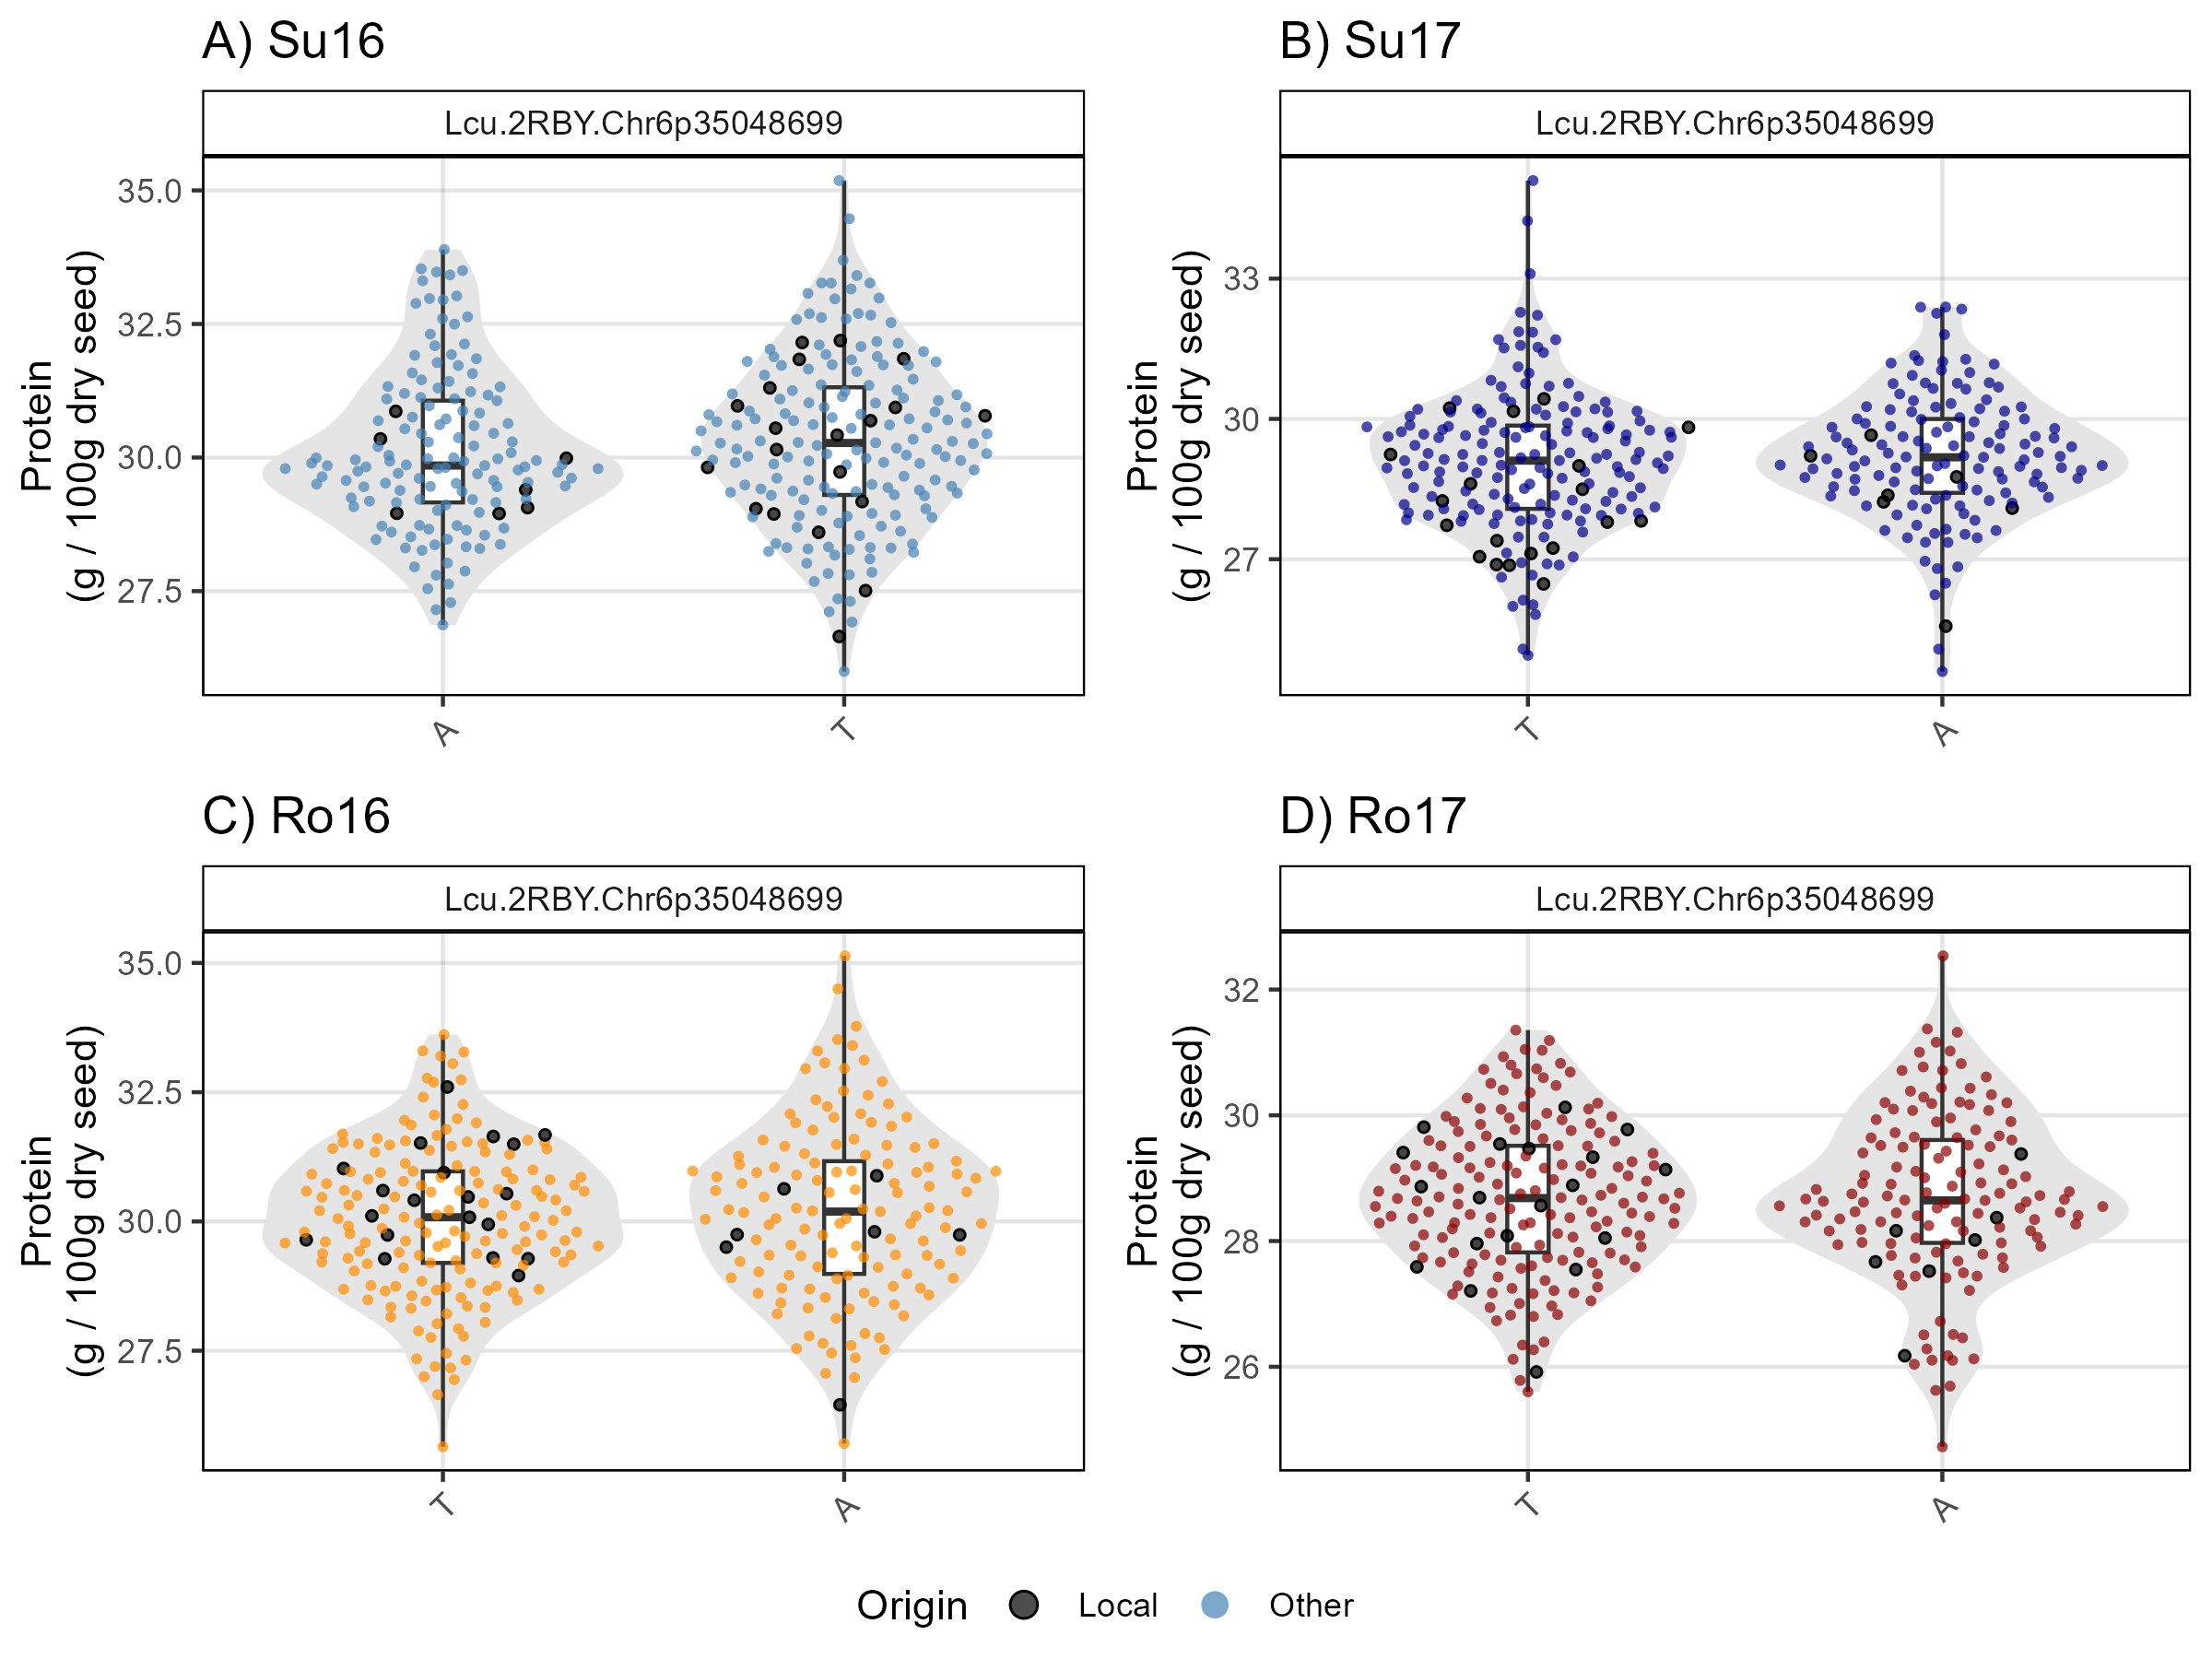 A) Su16
Lcu.2RBY.Chr6p35048699
Protein
(g / 100g dry seed)
35.0
32.5
30.0
27.5
A
T
B) Su17
Lcu.2RBY.Chr6p35048699
Protein
(g / 100g dry seed)
33
30
27
T
A
C) Ro16
Lcu.2RBY.Chr6p35048699
Protein
(g / 100g dry seed)
35.0
32.5
30.0
27.5
T
A
D) Ro17
Lcu.2RBY.Chr6p35048699
Protein
(g / 100g dry seed)
32
30
28
26
T
A
Origin
Local
Other